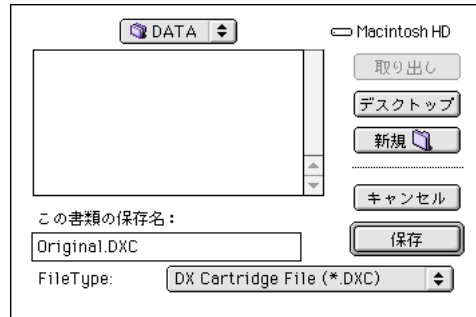 DATA
Macintosh HD
取り出し
デスクトップ
新規
キャンセル
この書類の保存名：
保存
Original.DXC
FileType:
DX Cartridge File (*.DXC)